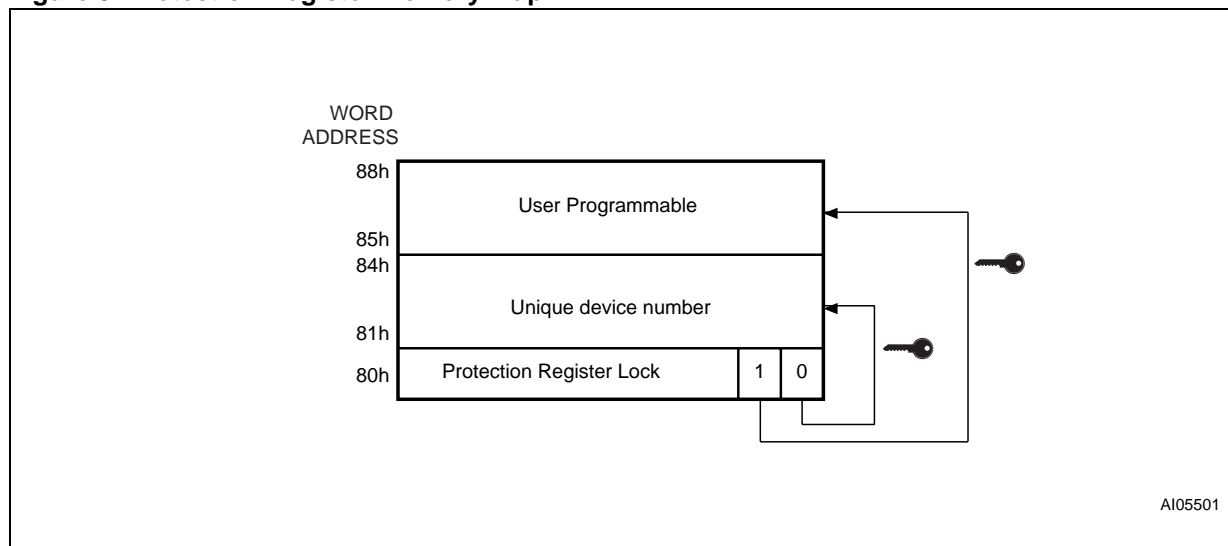 WORD
ADDRESS
88h
User Programmable
85h
84h
Unique device number
81h
80h
Protection Register Lock
1
0
AI05501